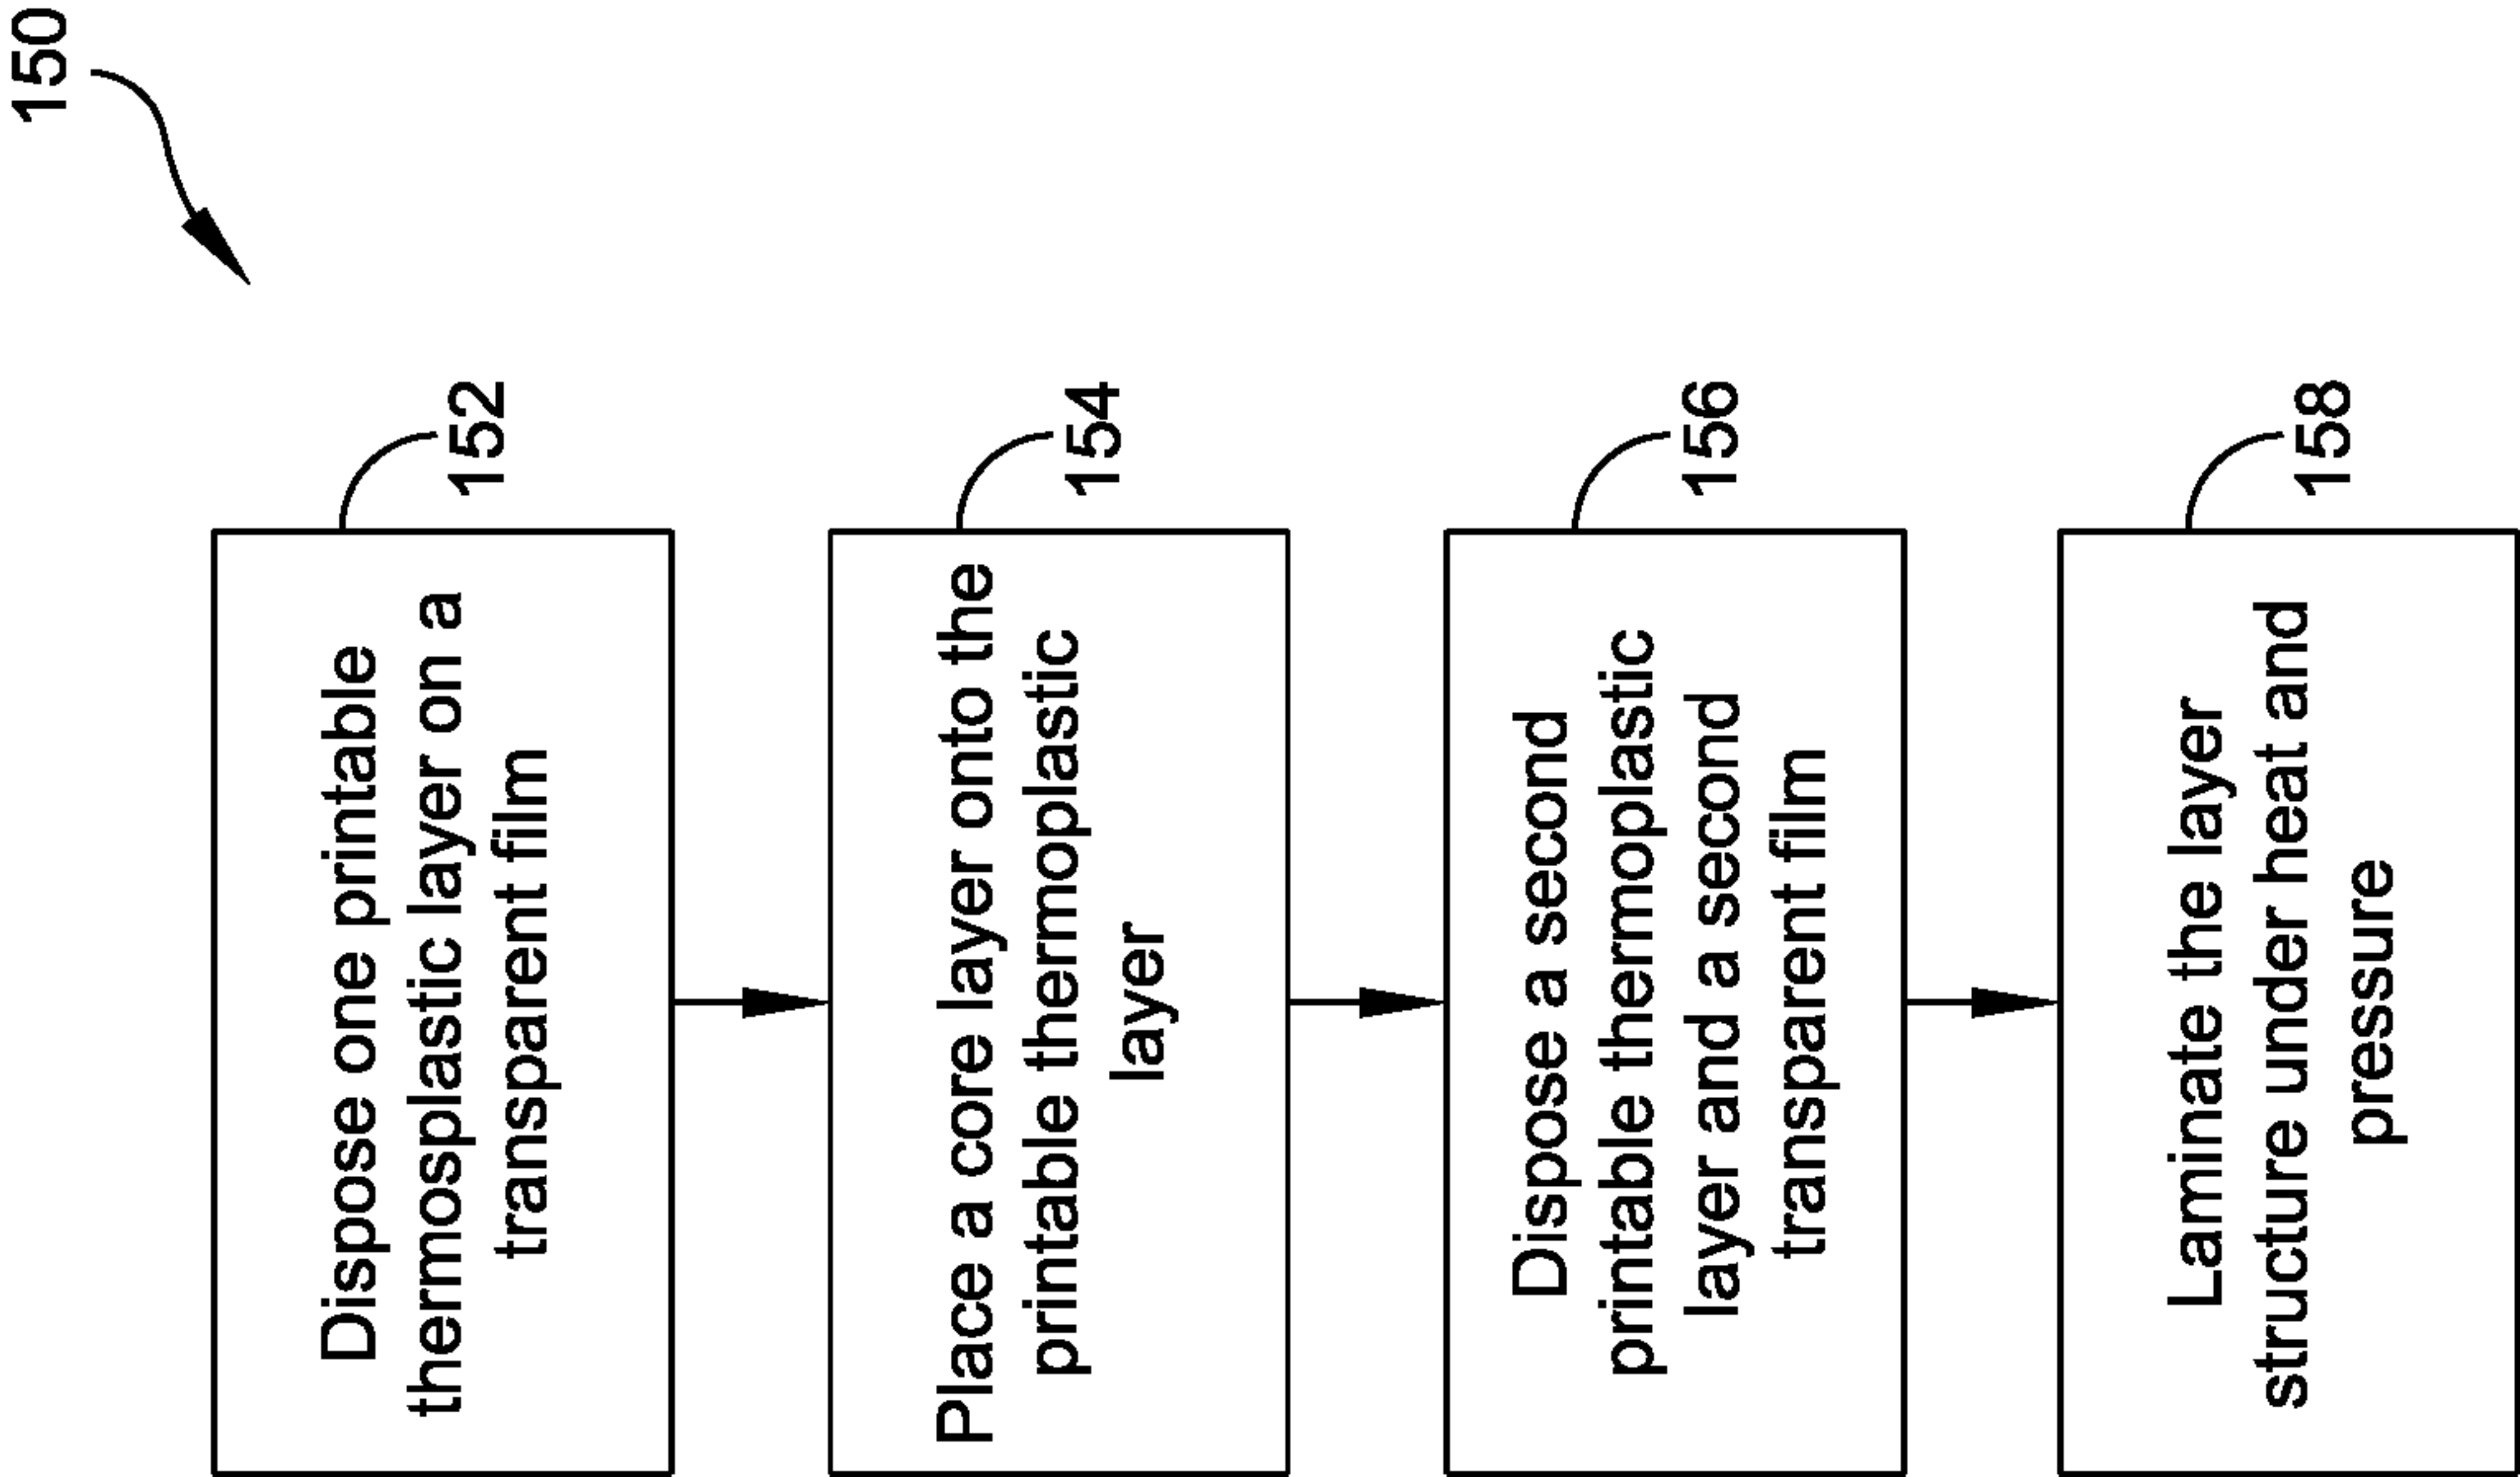 150
Dispose one printable
thermosplastic layer on a
transparent film
152
Place a core layer onto the
printable thermoplastic
layer
154
Dispose a second
printable thermoplastic
layer and a second
transparent film
156
Laminate the layer
structure under heat and
pressure
158